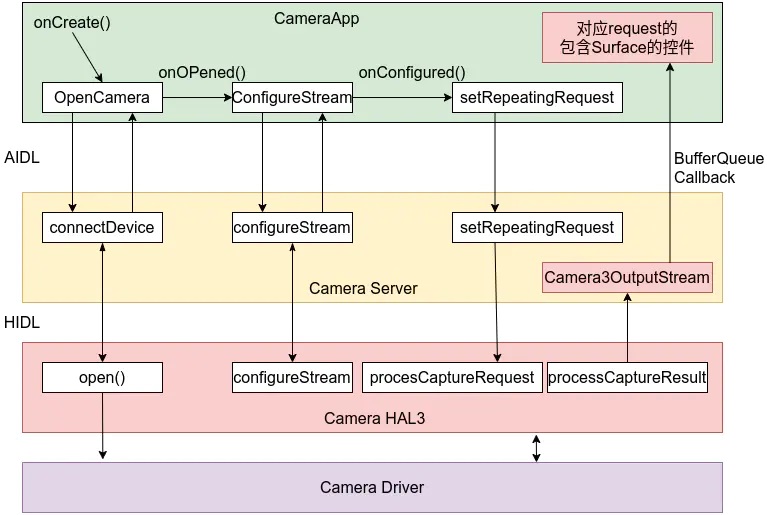 onCreate()
CameraApp
对应request的
包含Surface的控件
onOPened()
onConfigured()
OpenCamera
ConfigureStream
setRepeatingRequest
AIDL
BufferQueue
Callback
connectDevice
configureStream
setRepeatingRequest
Camera3OutputStream
Camera Server
HIDL
open()
configureStream
procesCaptureRequest
processCaptureResult
Camera HAL3
Camera Driver